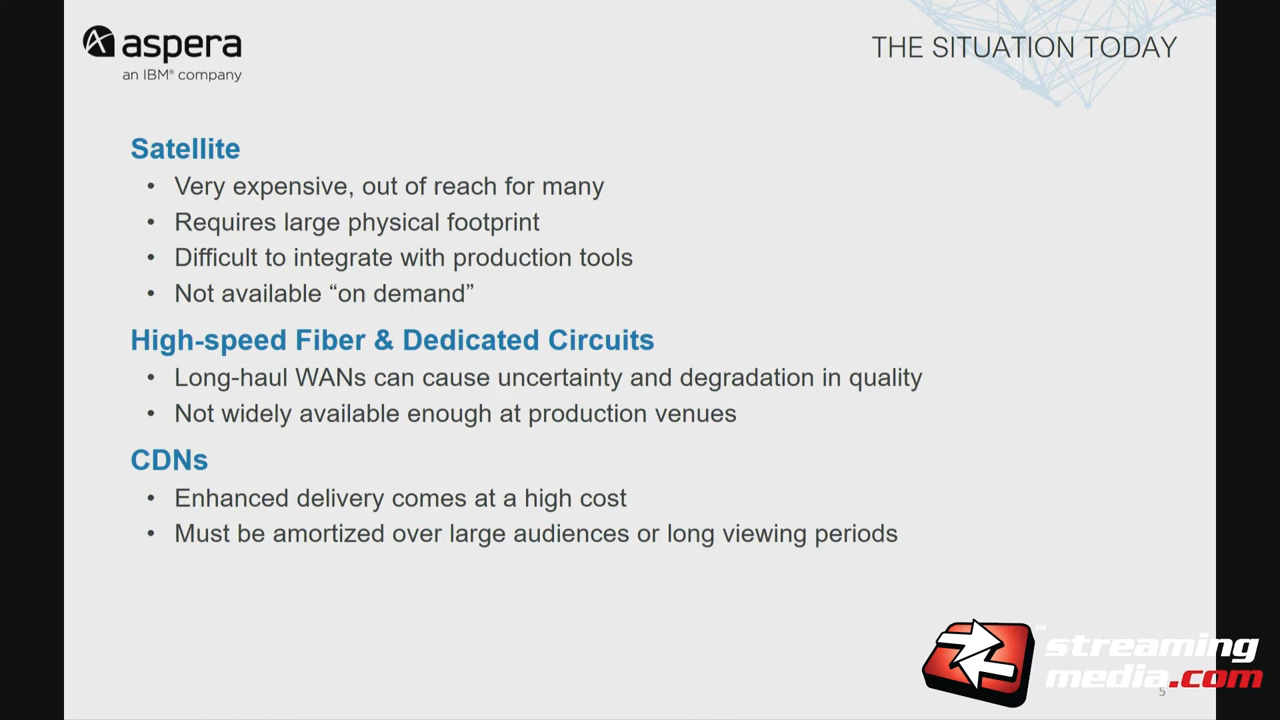 aspera
an IBM® company
THE SITUATION TODAY
Satellite
• Very expensive, out of reach for many
• Requires large physical footprint
• Difficult to integrate with production tools
• Not available “on demand”
High-speed Fiber & Dedicated Circuits
• Long-haul WANs can cause uncertainty and degradation in quality
• Not widely available enough at production venues
CDNs
• Enhanced delivery comes at a high cost
• Must be amortized over large audiences or long viewing periods
streaming℠
media.com
5